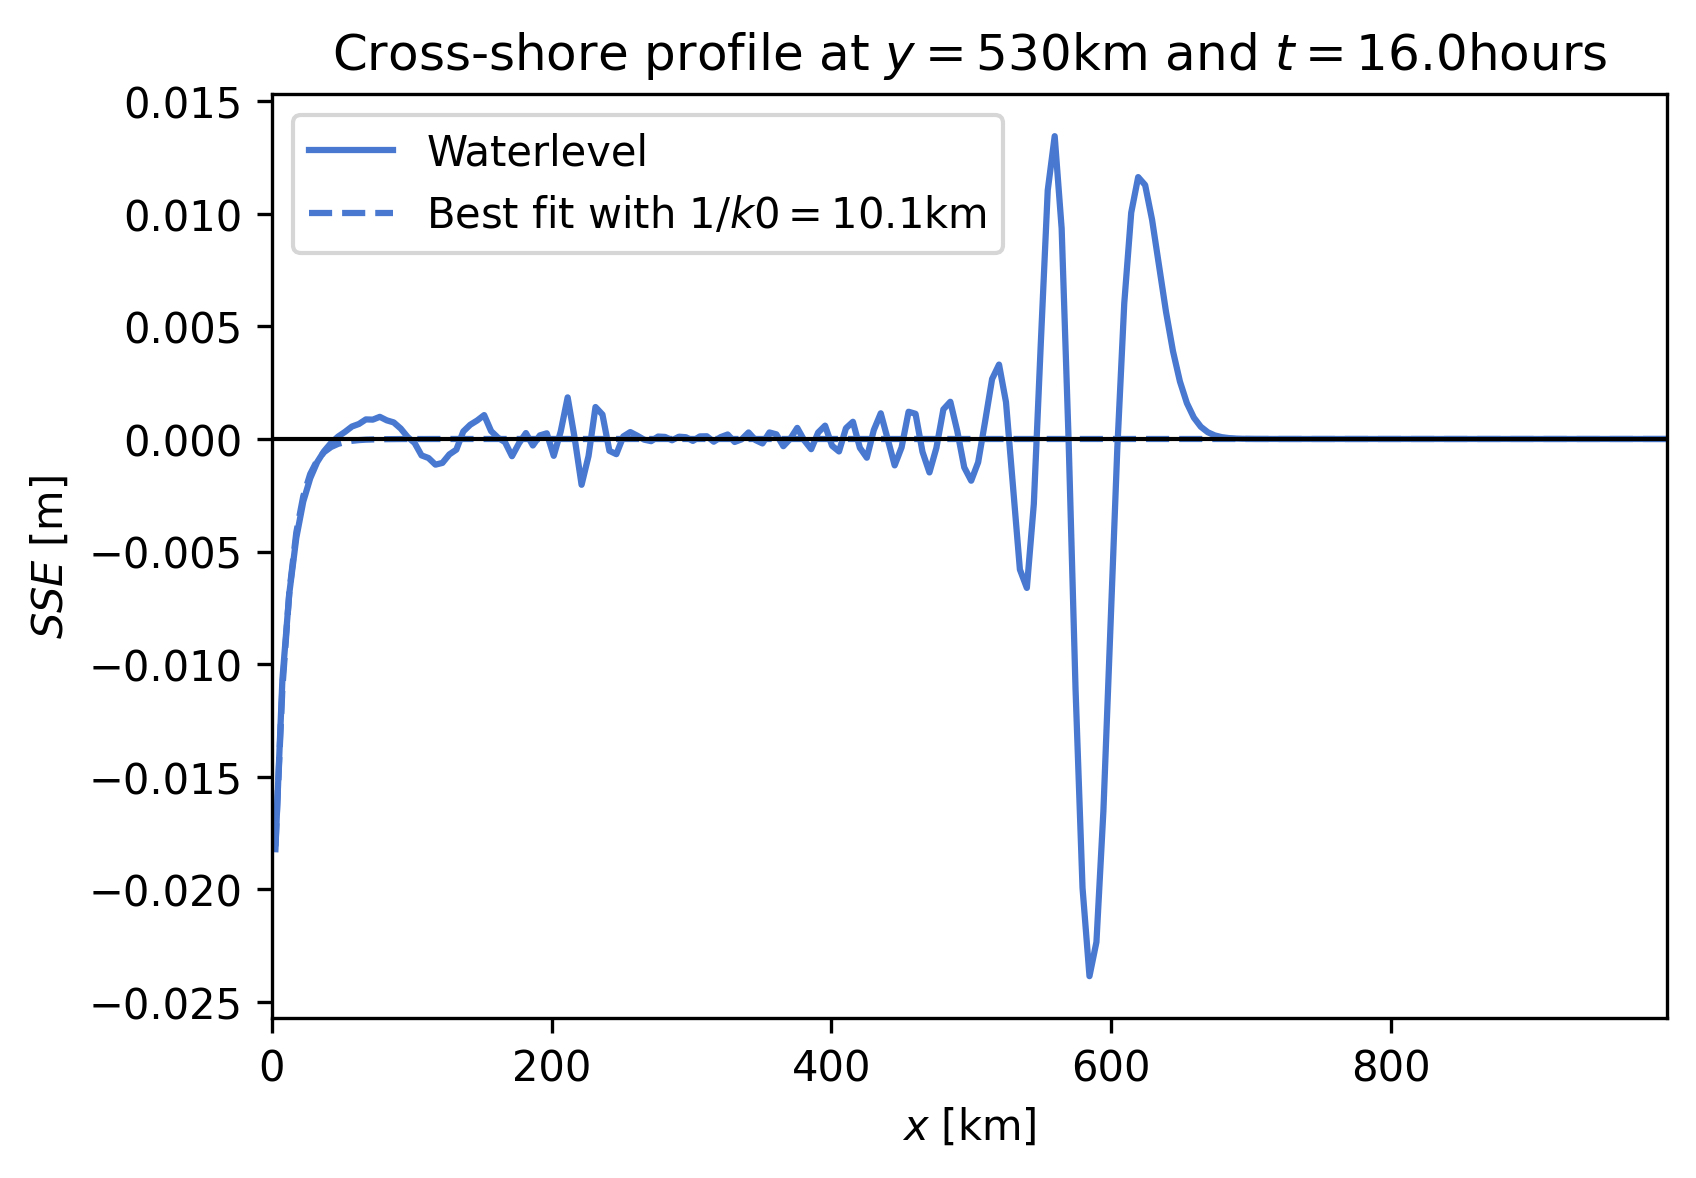 Cross-shore profile at y = 530km and t = 16.0hours
Waterlevel
Best fit with 1/k0 = 10.1km
0.015
0.010
0.005
0.000
−0.005
−0.010
−0.015
−0.020
−0.025
SSE [m]
0 200 400 600 800
x [km]